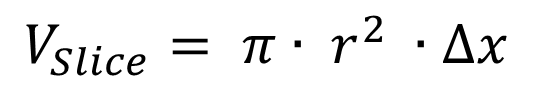 V_Slice = π · r² · Δx